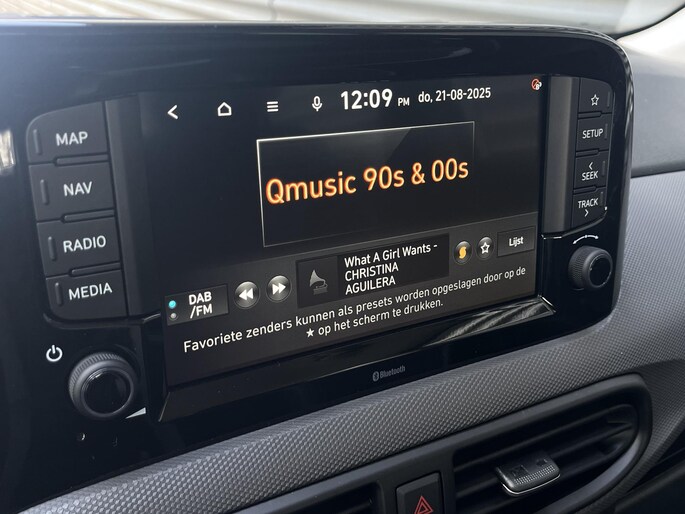 12:09 PM do, 21-08-2025
MAP
NAV
RADIO
MEDIA
Qmusic 90s & 00s
SETUP
< SEEK
TRACK >
DAB
/FM
What A Girl Wants -
CHRISTINA
AGUILERA
Lijst
Favoriete zenders kunnen als presets worden opgeslagen door op de
★ op het scherm te drukken.
Bluetooth